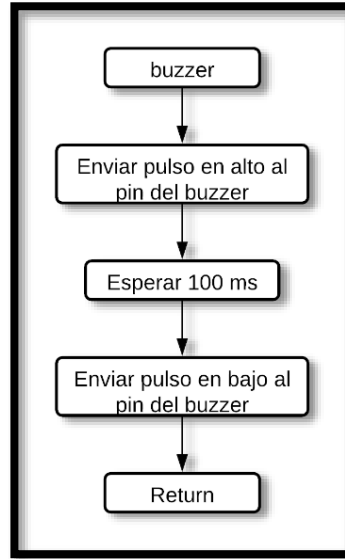 buzzer
Enviar pulso en alto al
pin del buzzer
Esperar 100 ms
Enviar pulso en bajo al
pin del buzzer
Return